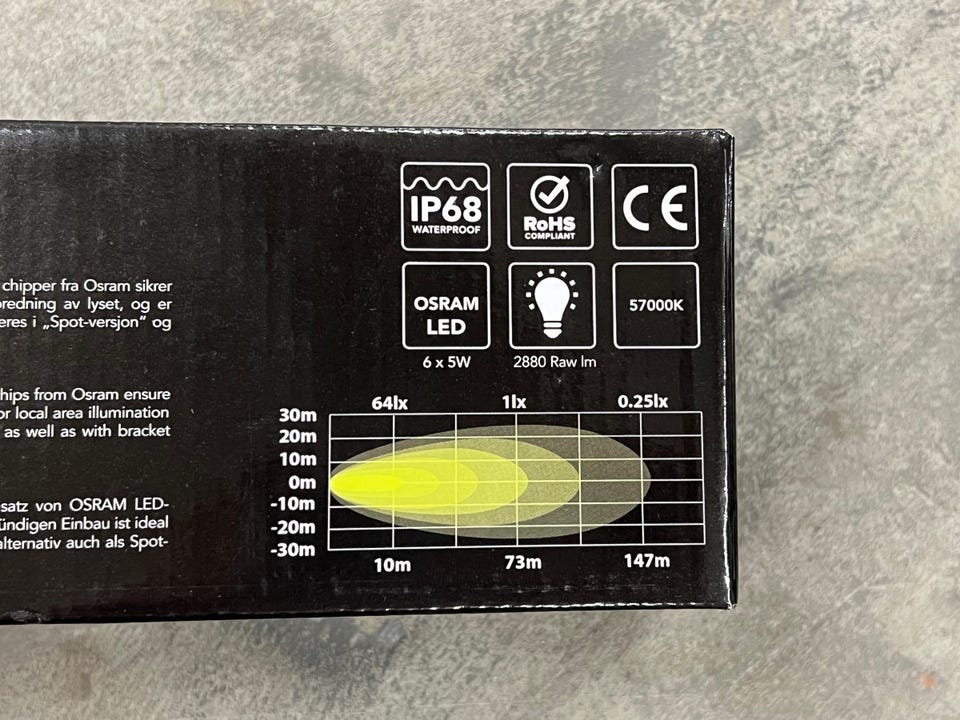 chipper fra Osram sikrer
redning av lyset, og er
eres i „Spot-versjon" og
hips from Osram ensure
or local area illumination
as well as with bracket
satz von OSRAM LED-
ündigen Einbau ist ideal
alternativ auch als Spot-
IP68
WATERPROOF
RoHS
COMPLIANT
CE
OSRAM
LED
57000K
6 x 5W
2880 Raw lm
64lx 1lx 0.25lx
30m
20m
10m
0m
-10m
-20m
-30m
10m 73m 147m